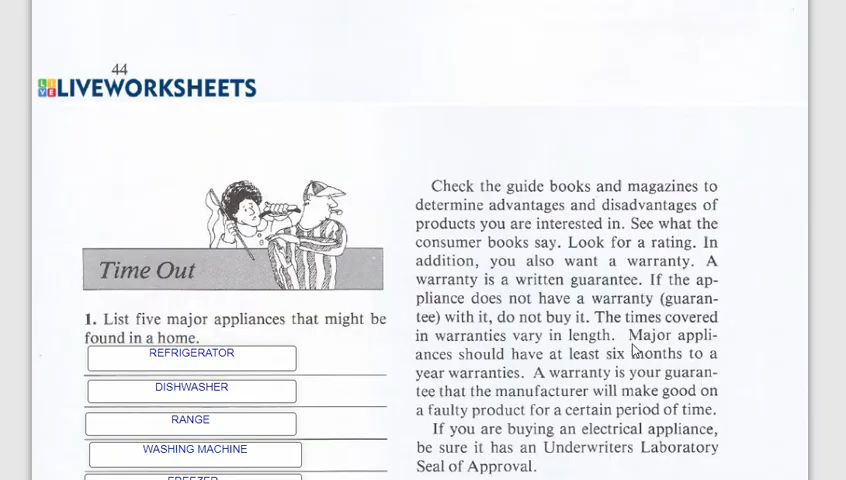 44
LIVEWORKSHEETS
Time Out
1. List five major appliances that might be
found in a home.
REFRIGERATOR
DISHWASHER
RANGE
WASHING MACHINE
FREEZER
Check the guide books and magazines to
determine advantages and disadvantages of
products you are interested in. See what the
consumer books say. Look for a rating. In
addition, you also want a warranty. A
warranty is a written guarantee. If the ap-
pliance does not have a warranty (guaran-
tee) with it, do not buy it. The times covered
in warranties vary in length. Major appli-
ances should have at least six months to a
year warranties. A warranty is your guaran-
tee that the manufacturer will make good on
a faulty product for a certain period of time.
If you are buying an electrical appliance,
be sure it has an Underwriters Laboratory
Seal of Approval.